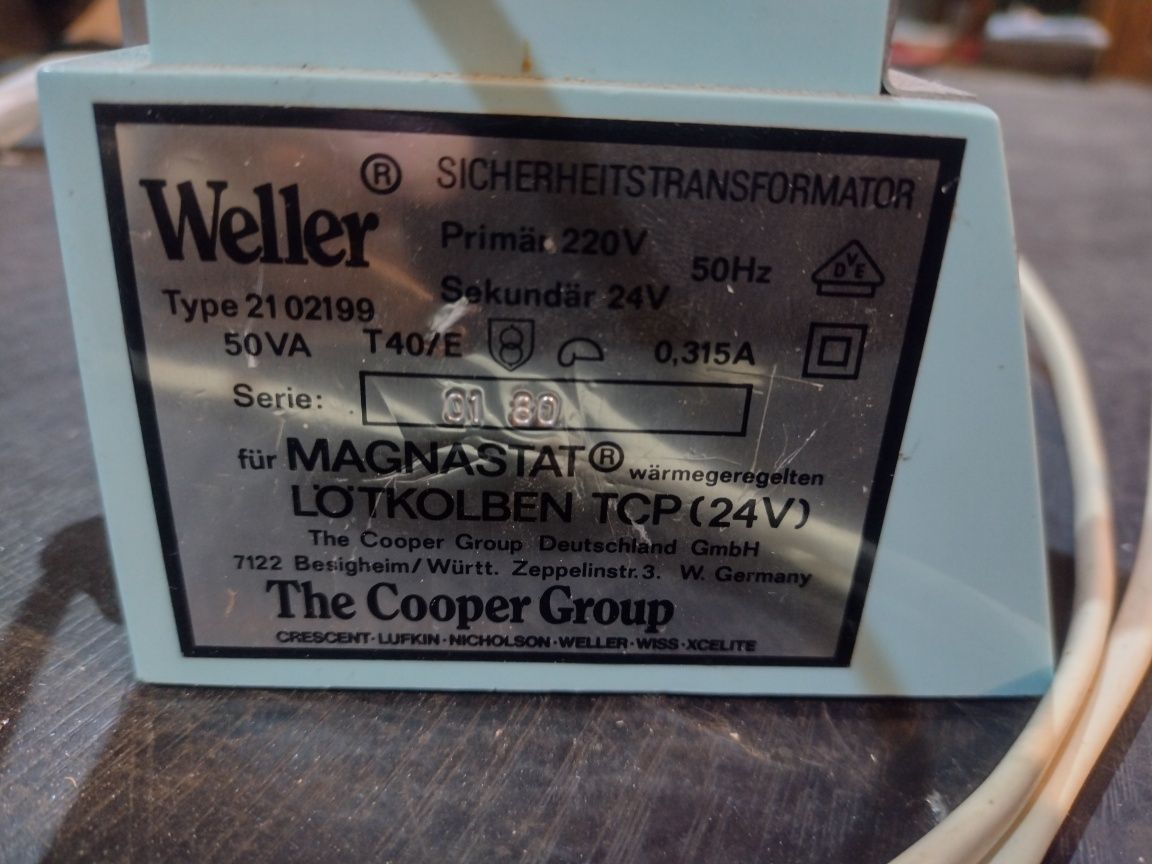 Weller ® SICHERHEITSTRANSFORMATOR
Primär 220V
50Hz
Sekundär 24V
VDE
Type 21 02199
50VA T40/E 8 0,315A
Serie: 01 80
für MAGNASTAT® wärmegeregelten
LÖTKOLBEN TCP (24V)
The Cooper Group Deutschland GmbH
7122 Besigheim/Württ. Zeppelinstr. 3. W. Germany
The Cooper Group
CRESCENT·LUFKIN·NICHOLSON·WELLER·WISS·XCELITE